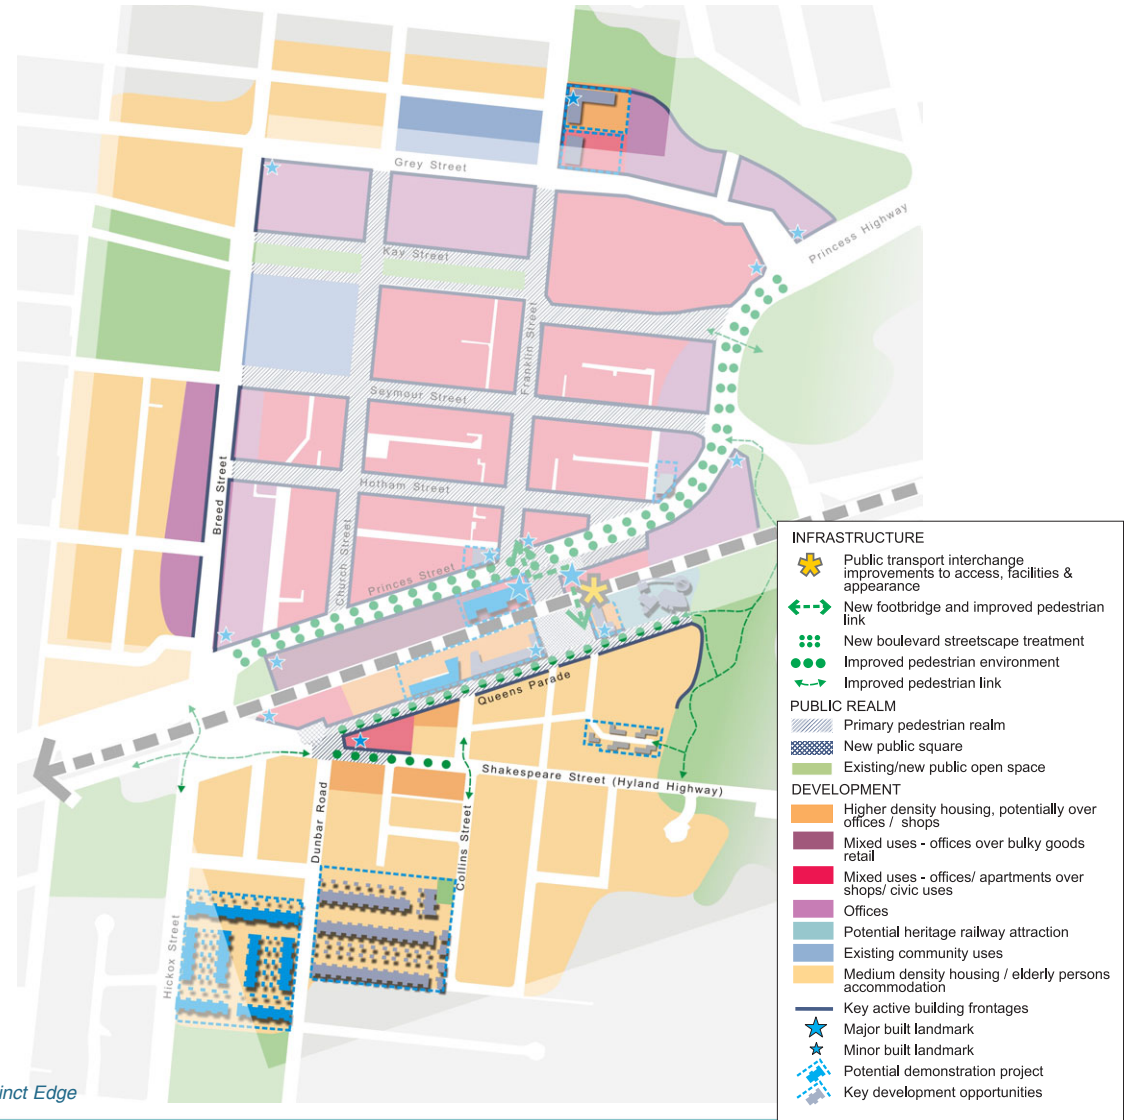 Grey Street
Princess Highway
Kay Street
Franklin Street
Seymour Street
Breed Street
Hotham Street
Church Street
Princes Street
Queens Parade
Shakespeare Street (Hyland Highway)
Dunbar Road
Collins Street
Hickox Street
inct Edge
INFRASTRUCTURE
Public transport interchange
improvements to access, facilities &
appearance
New footbridge and improved pedestrian
link
New boulevard streetscape treatment
Improved pedestrian environment
Improved pedestrian link
PUBLIC REALM
Primary pedestrian realm
New public square
Existing/new public open space
DEVELOPMENT
Higher density housing, potentially over
offices / shops
Mixed uses - offices over bulky goods
retail
Mixed uses - offices/ apartments over
shops/ civic uses
Offices
Potential heritage railway attraction
Existing community uses
Medium density housing / elderly persons
accommodation
Key active building frontages
Major built landmark
Minor built landmark
Potential demonstration project
Key development opportunities